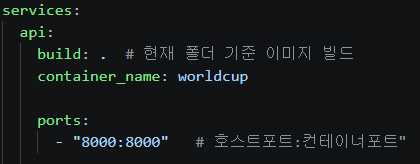 services:
  api:
    build: .  # 현재 폴더 기준 이미지 빌드
    container_name: worldcup
    ports:
      - "8000:8000"   # 호스트포트:컨테이너포트"